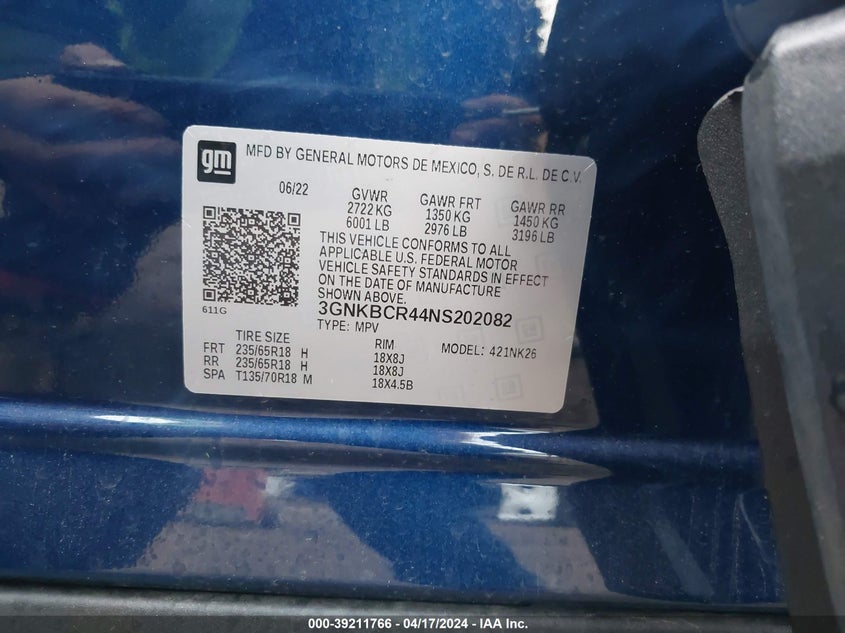 gm MFD BY GENERAL MOTORS DE MEXICO, S. DE R.L. DE C.V.
06/22 GVWR GAWR FRT GAWR RR
2722 KG 1350 KG 1450 KG
6001 LB 2976 LB 3196 LB
THIS VEHICLE CONFORMS TO ALL
APPLICABLE U.S. FEDERAL MOTOR
VEHICLE SAFETY STANDARDS IN EFFECT
ON THE DATE OF MANUFACTURE
SHOWN ABOVE.
611G 3GNKBCR44NS202082
TYPE: MPV
TIRE SIZE RIM MODEL: 421NK26
FRT 235/65R18 H 18X8J
RR 235/65R18 H 18X8J
SPA T135/70R18 M 18X4.5B
000-39211766 - 04/17/2024 - IAA Inc.